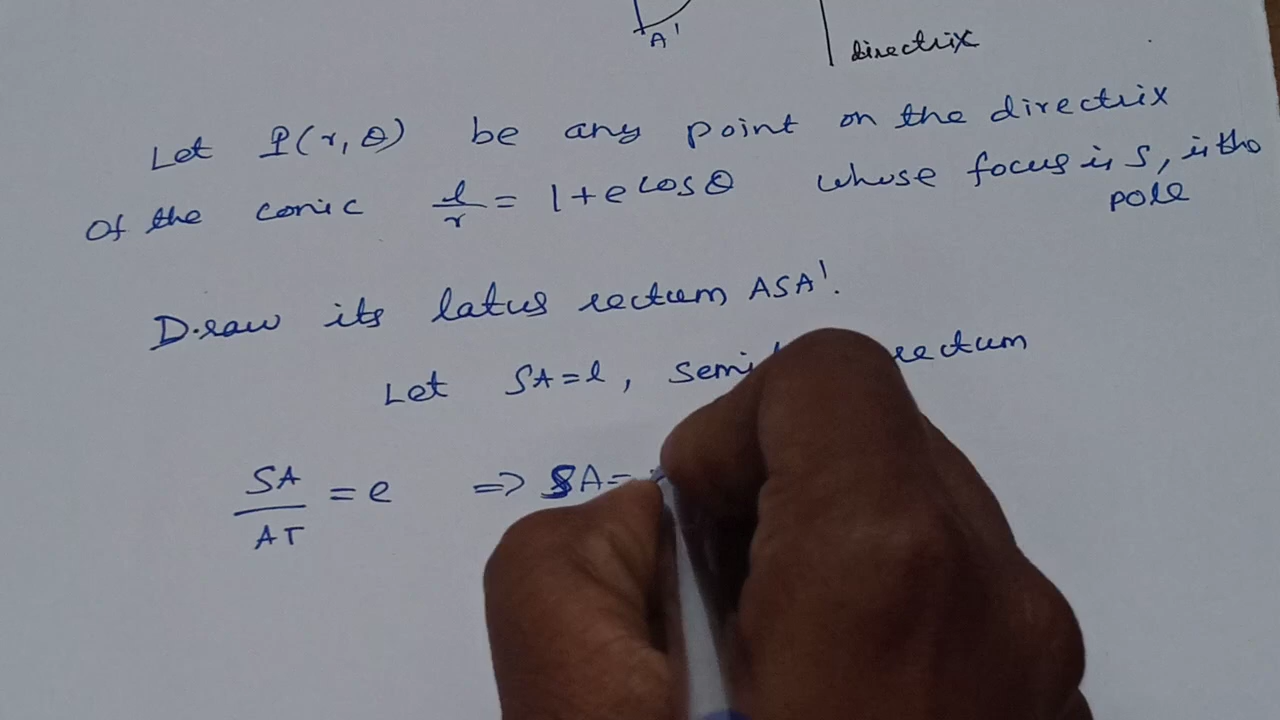 A'
directrix
Let P(r, θ) be any point on the directrix
of the conic l/r = 1 + e cos θ whose focus is S, is the
pole
Draw its latus rectum ASA'.
Let SA = l, semi rectum
SA/AT = e ⇒ SA =